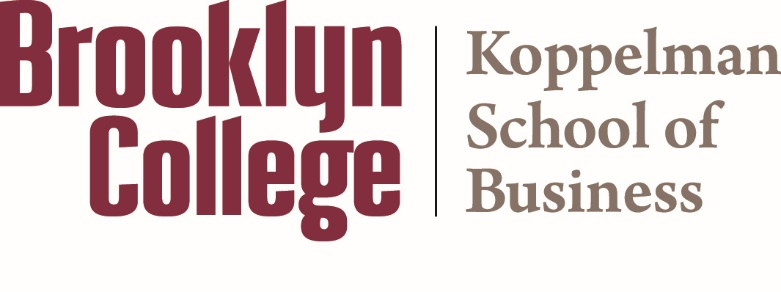 Brooklyn
College
Koppelman
School of
Business